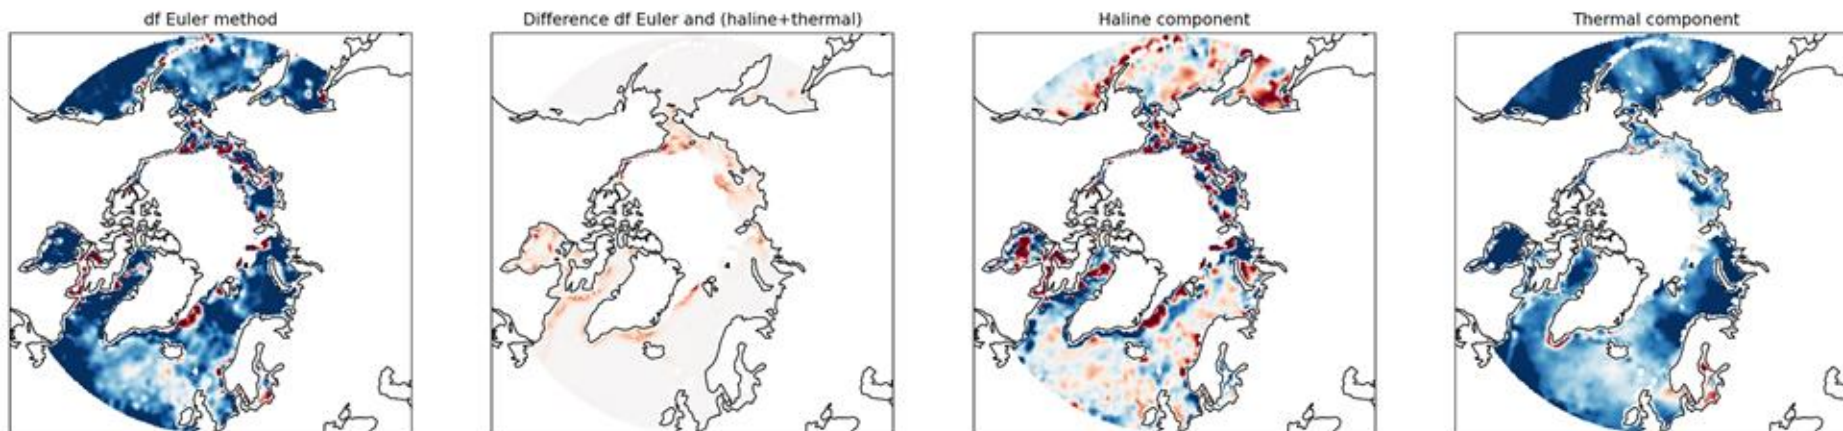 df Euler method
Difference df Euler and (haline+thermal)
Haline component
Thermal component